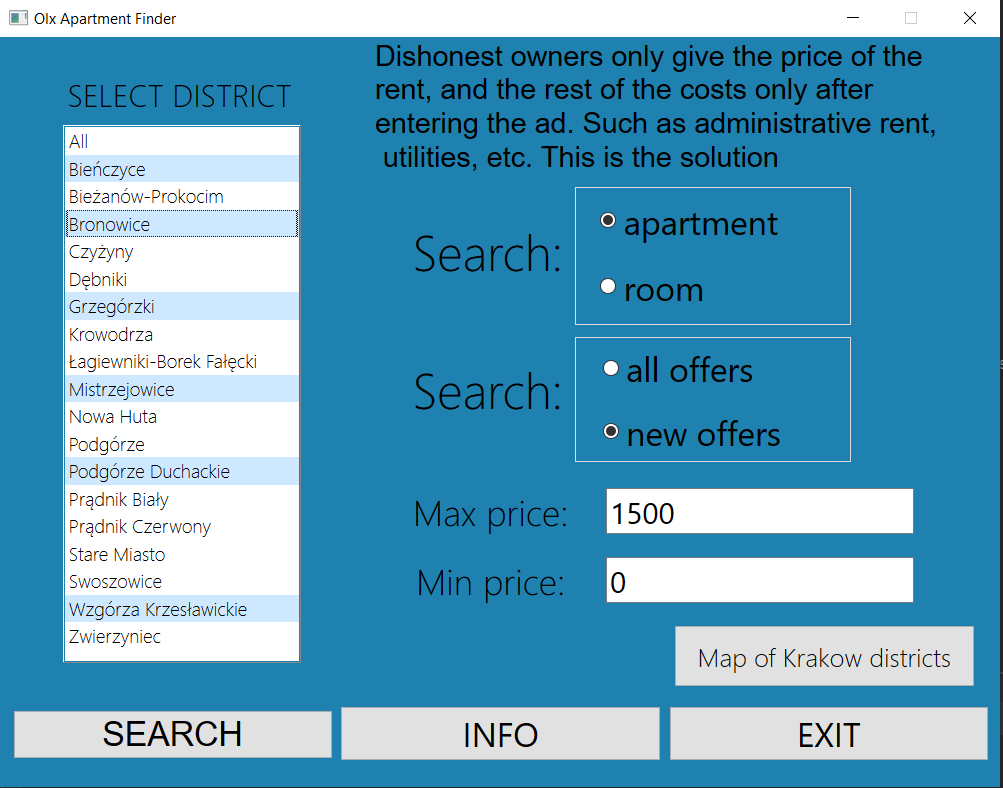 Olx Apartment Finder
SELECT DISTRICT
All
Bieńczyce
Bieżanów-Prokocim
Bronowice
Czyżyny
Dębniki
Grzegórzki
Krowodrza
Łagiewniki-Borek Fałęcki
Mistrzejowice
Nowa Huta
Podgórze
Podgórze Duchackie
Prądnik Biały
Prądnik Czerwony
Stare Miasto
Swoszowice
Wzgórza Krzesławickie
Zwierzyniec
Dishonest owners only give the price of the
rent, and the rest of the costs only after
entering the ad. Such as administrative rent,
utilities, etc. This is the solution
Search:
apartment
room
Search:
all offers
new offers
Max price:
1500
Min price:
0
Map of Krakow districts
SEARCH
INFO
EXIT